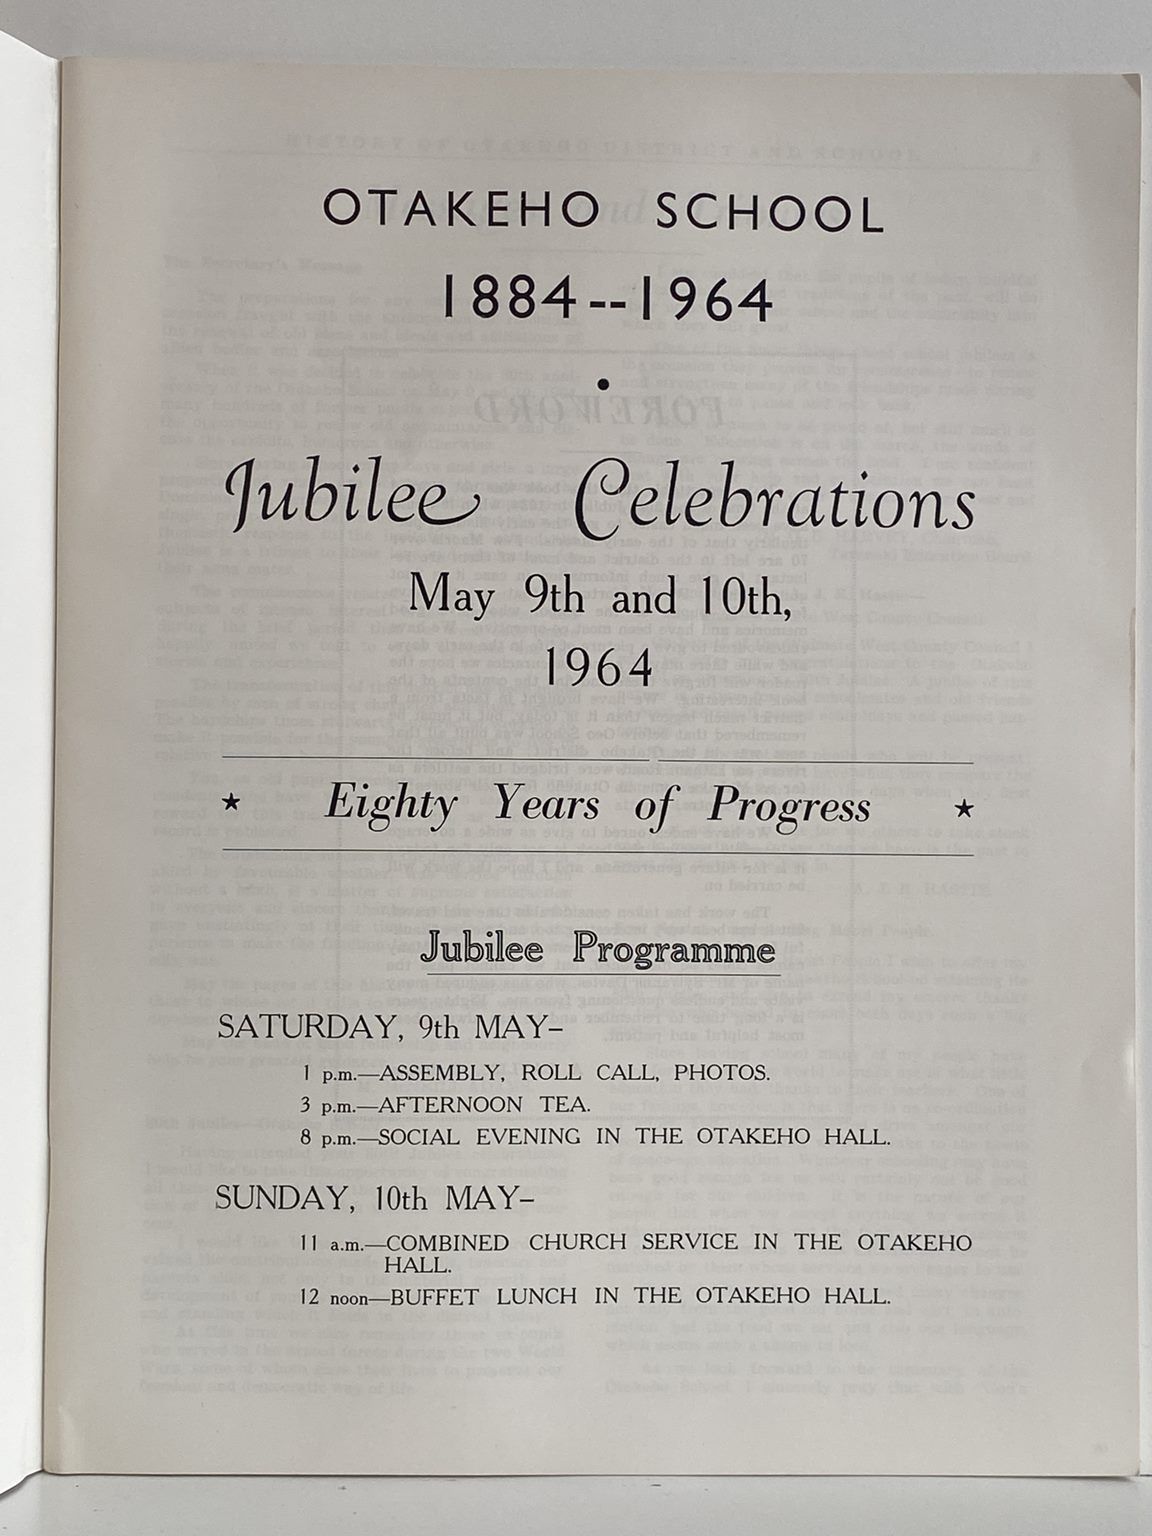 OTAKEHO SCHOOL
1884--1964
•
Jubilee Celebrations
May 9th and 10th,
1964
★ Eighty Years of Progress ★
Jubilee Programme
SATURDAY, 9th MAY–
1 p.m.—ASSEMBLY, ROLL CALL, PHOTOS.
3 p.m.—AFTERNOON TEA.
8 p.m.—SOCIAL EVENING IN THE OTAKEHO HALL.
SUNDAY, 10th MAY–
11 a.m.—COMBINED CHURCH SERVICE IN THE OTAKEHO
HALL.
12 noon—BUFFET LUNCH IN THE OTAKEHO HALL.